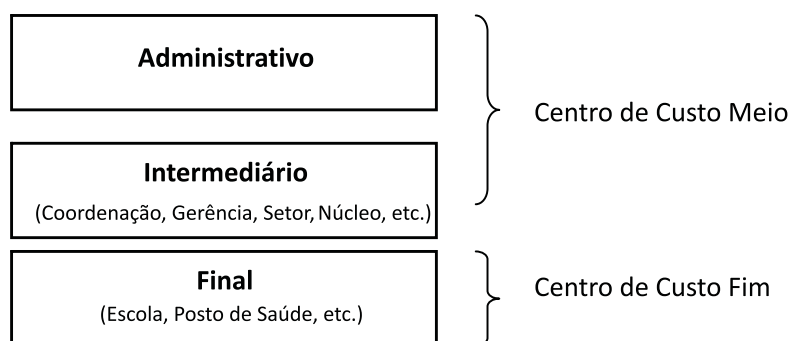 Administrativo
Centro de Custo Meio
Intermediário
(Coordenação, Gerência, Setor, Núcleo, etc.)
Final
(Escola, Posto de Saúde, etc.)
Centro de Custo Fim